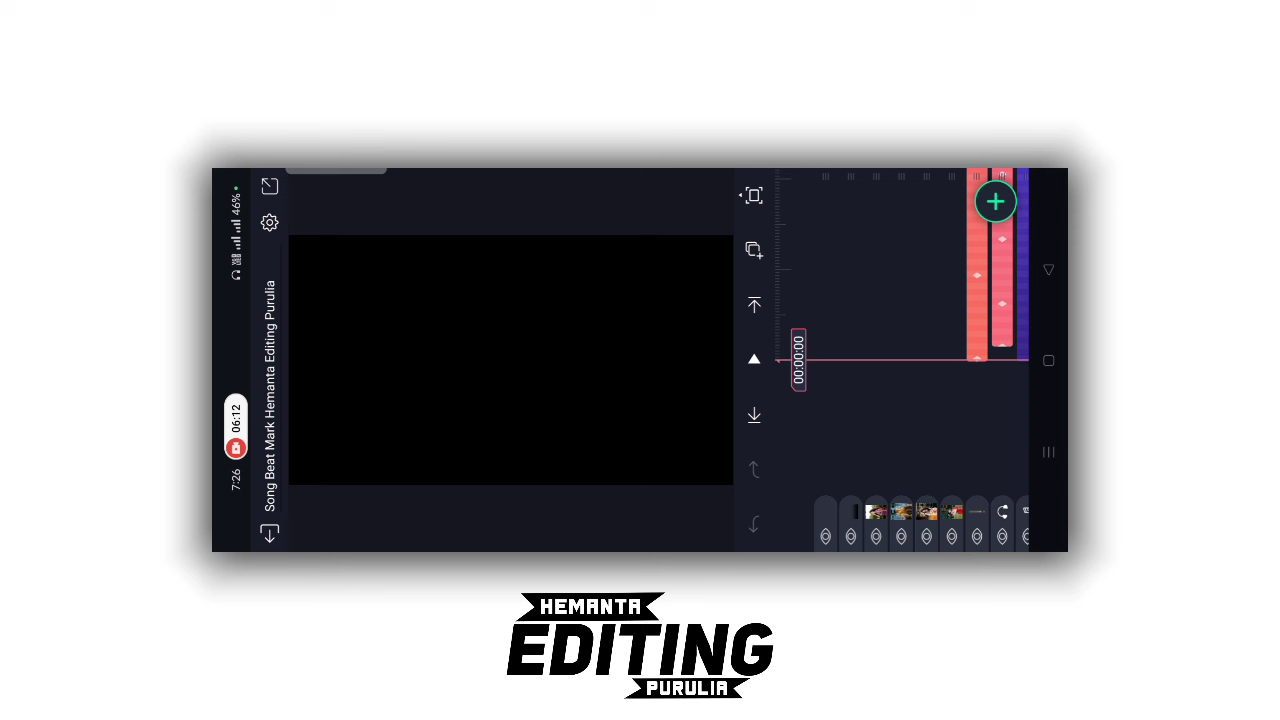 7:26
06:12
46%
Song Beat Mark Hemanta Editing Purulia
00:00:00
HEMANTA
EDITING
PURULIA